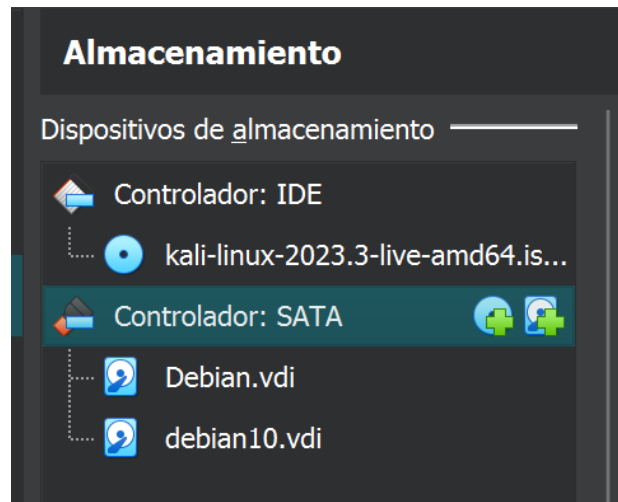 Almacenamiento
Dispositivos de almacenamiento
Controlador: IDE
kali-linux-2023.3-live-amd64.is...
Controlador: SATA
Debian.vdi
debian10.vdi